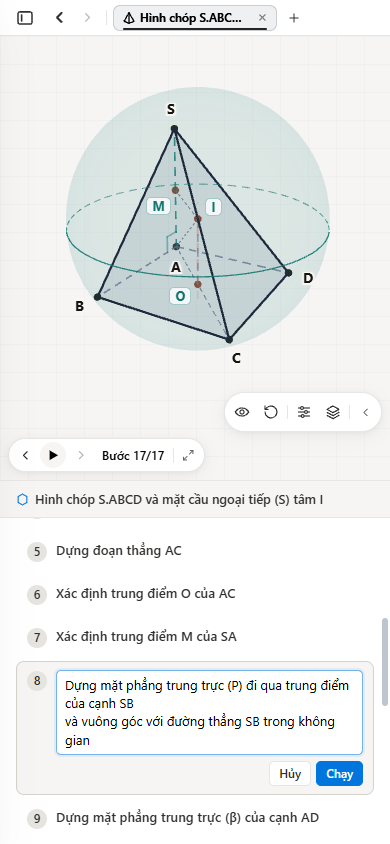 Hình chóp S.ABC...
S
M
I
A
D
B
O
C
Bước 17/17
Hình chóp S.ABCD và mặt cầu ngoại tiếp (S) tâm I
5 Dựng đoạn thẳng AC
6 Xác định trung điểm O của AC
7 Xác định trung điểm M của SA
8 Dựng mặt phẳng trung trực (P) đi qua trung điểm
của cạnh SB
và vuông góc với đường thẳng SB trong không
gian
Hủy Chạy
9 Dựng mặt phẳng trung trực (β) của cạnh AD